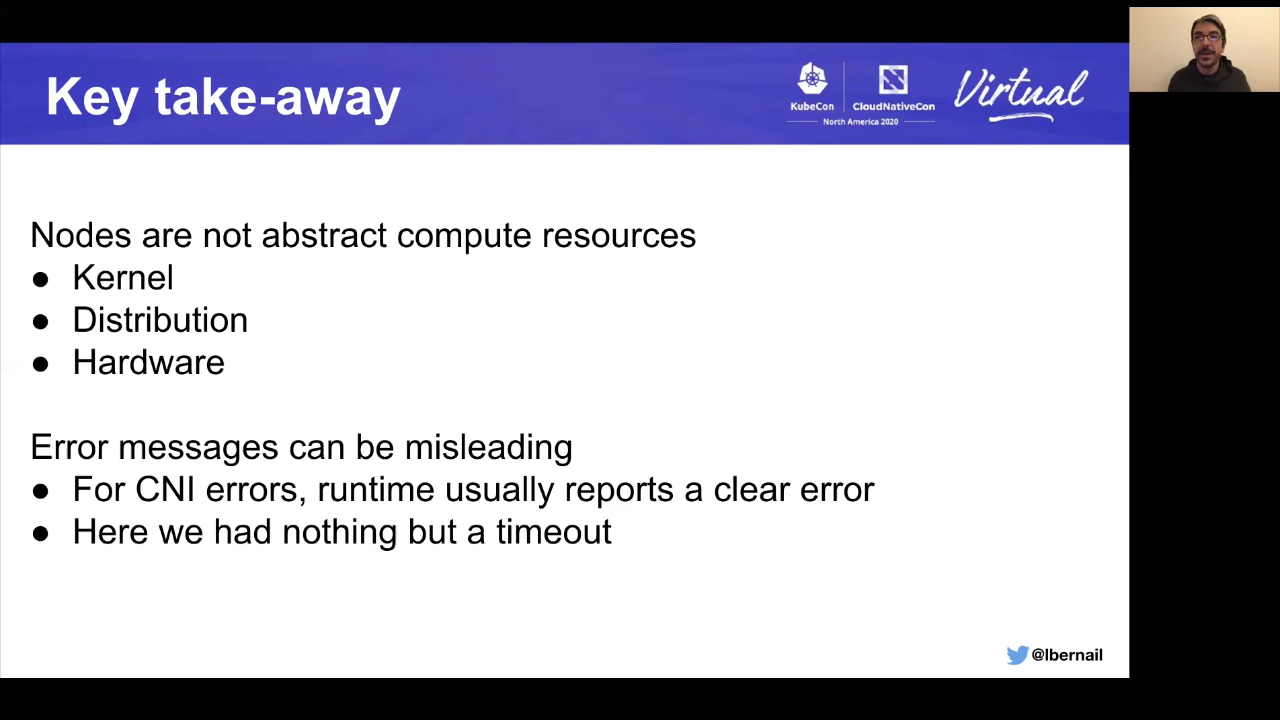 Key take-away
KubeCon
CloudNativeCon
North America 2020
Virtual
Nodes are not abstract compute resources
● Kernel
● Distribution
● Hardware
Error messages can be misleading
● For CNI errors, runtime usually reports a clear error
● Here we had nothing but a timeout
@lbernail